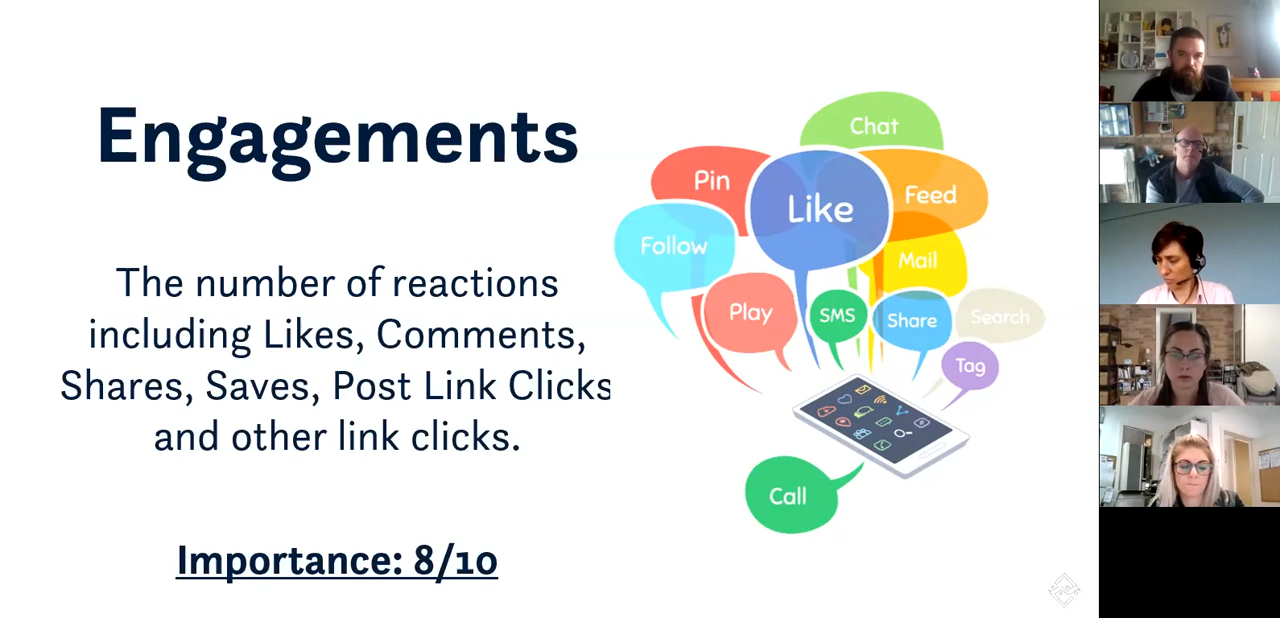 Engagements
The number of reactions
including Likes, Comments,
Shares, Saves, Post Link Clicks
and other link clicks.
Importance: 8/10
Chat
Pin
Like
Feed
Follow
Mail
Play
SMS
Share
Search
Tag
Call